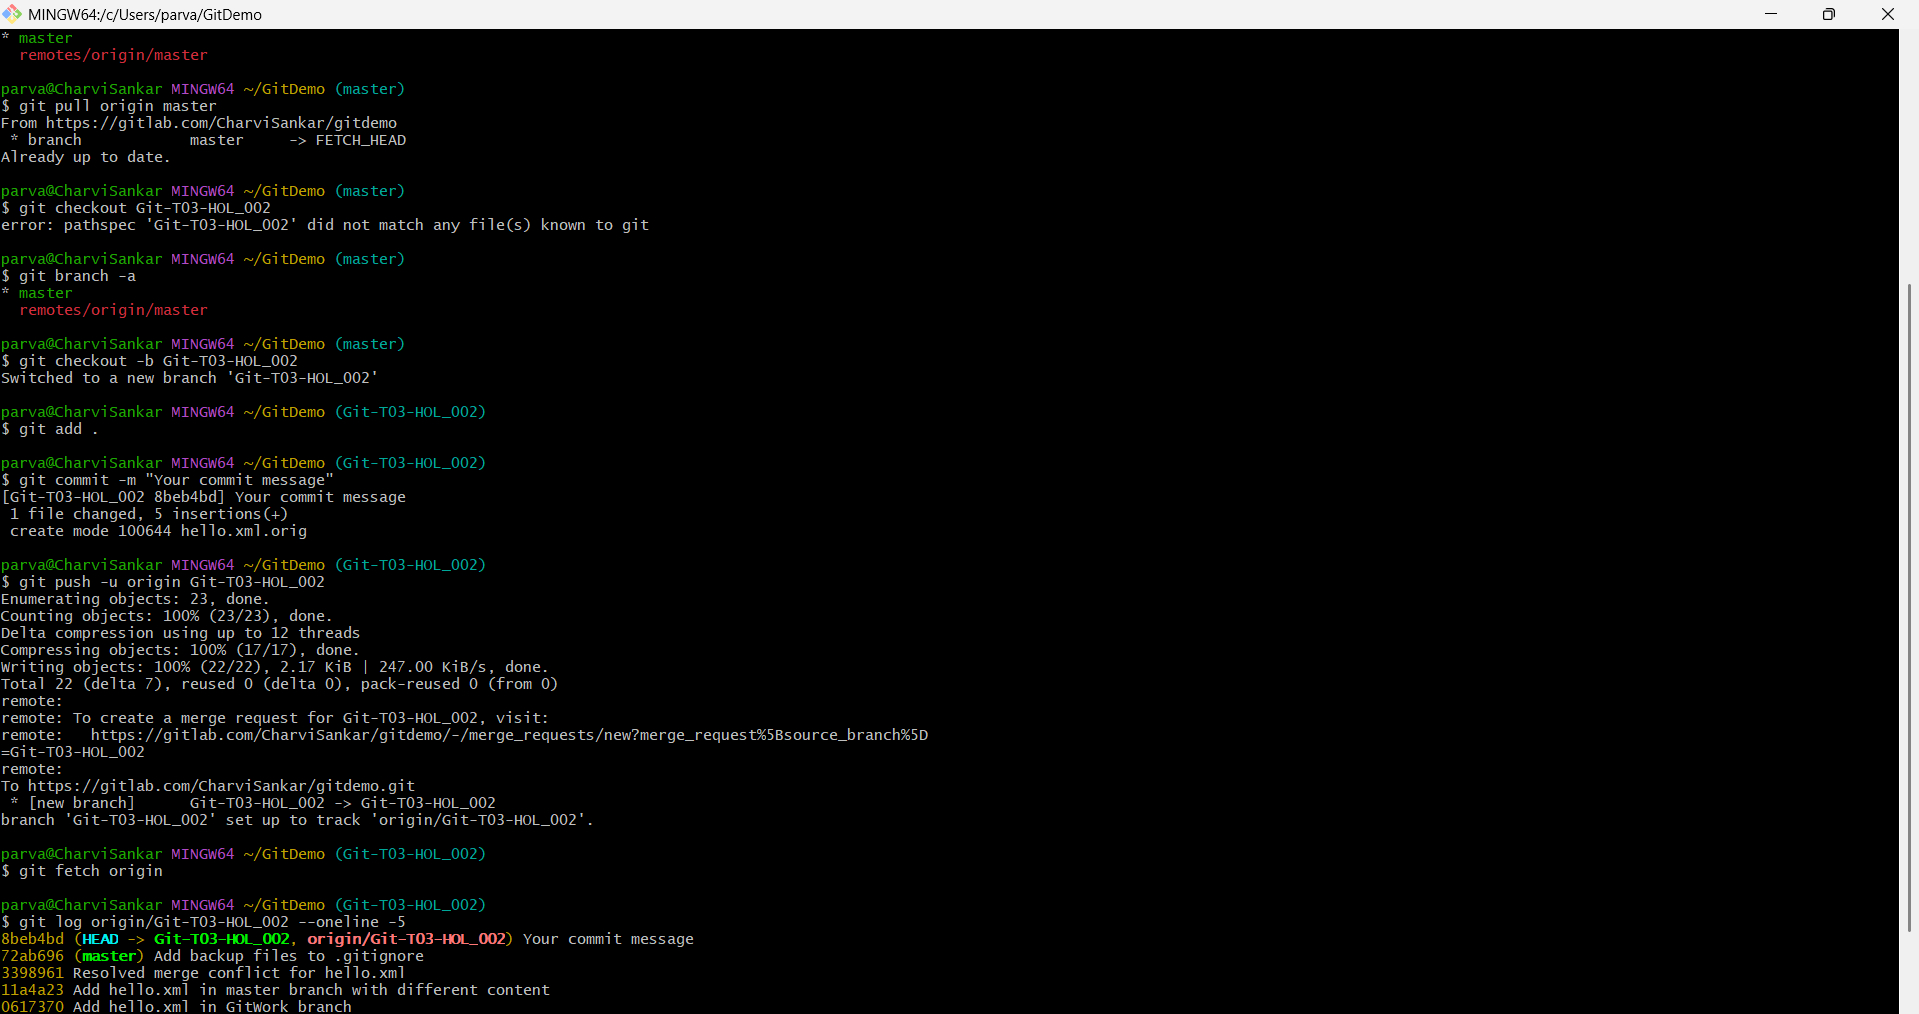 MINGW64:/c/Users/parva/GitDemo
* master
  remotes/origin/master
parva@CharviSankar MINGW64 ~/GitDemo (master)
$ git pull origin master
From https://gitlab.com/CharviSankar/gitdemo
 * branch            master     -> FETCH_HEAD
Already up to date.
parva@CharviSankar MINGW64 ~/GitDemo (master)
$ git checkout Git-T03-HOL_002
error: pathspec 'Git-T03-HOL_002' did not match any file(s) known to git
parva@CharviSankar MINGW64 ~/GitDemo (master)
$ git branch -a
* master
  remotes/origin/master
parva@CharviSankar MINGW64 ~/GitDemo (master)
$ git checkout -b Git-T03-HOL_002
Switched to a new branch 'Git-T03-HOL_002'
parva@CharviSankar MINGW64 ~/GitDemo (Git-T03-HOL_002)
$ git add .
parva@CharviSankar MINGW64 ~/GitDemo (Git-T03-HOL_002)
$ git commit -m "Your commit message"
[Git-T03-HOL_002 8beb4bd] Your commit message
 1 file changed, 5 insertions(+)
 create mode 100644 hello.xml.orig
parva@CharviSankar MINGW64 ~/GitDemo (Git-T03-HOL_002)
$ git push -u origin Git-T03-HOL_002
Enumerating objects: 23, done.
Counting objects: 100% (23/23), done.
Delta compression using up to 12 threads
Compressing objects: 100% (17/17), done.
Writing objects: 100% (22/22), 2.17 KiB | 247.00 KiB/s, done.
Total 22 (delta 7), reused 0 (delta 0), pack-reused 0 (from 0)
remote:
remote: To create a merge request for Git-T03-HOL_002, visit:
remote:   https://gitlab.com/CharviSankar/gitdemo/-/merge_requests/new?merge_request%5Bsource_branch%5D
=Git-T03-HOL_002
remote:
To https://gitlab.com/CharviSankar/gitdemo.git
 * [new branch]      Git-T03-HOL_002 -> Git-T03-HOL_002
branch 'Git-T03-HOL_002' set up to track 'origin/Git-T03-HOL_002'.
parva@CharviSankar MINGW64 ~/GitDemo (Git-T03-HOL_002)
$ git fetch origin
parva@CharviSankar MINGW64 ~/GitDemo (Git-T03-HOL_002)
$ git log origin/Git-T03-HOL_002 --oneline -5
8beb4bd (HEAD -> Git-T03-HOL_002, origin/Git-T03-HOL_002) Your commit message
72ab696 (master) Add backup files to .gitignore
3398961 Resolved merge conflict for hello.xml
11a4a23 Add hello.xml in master branch with different content
0617370 Add hello.xml in GitWork branch